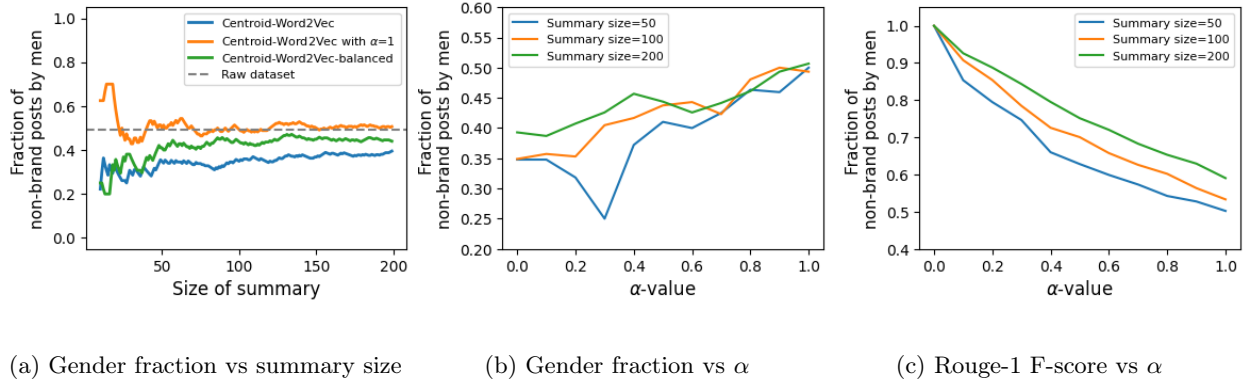 Fraction of
non-brand posts by men
1.0
0.8
0.6
0.4
0.2
0.0
50
100
150
200
Size of summary
Centroid-Word2Vec
Centroid-Word2Vec with α=1
Centroid-Word2Vec-balanced
Raw dataset
(a) Gender fraction vs summary size
Fraction of
non-brand posts by men
0.60
0.55
0.50
0.45
0.40
0.35
0.30
0.25
0.20
0.0
0.2
0.4
0.6
0.8
1.0
α-value
Summary size=50
Summary size=100
Summary size=200
(b) Gender fraction vs α
Fraction of
non-brand posts by men
1.0
0.9
0.8
0.7
0.6
0.5
0.4
0.0
0.2
0.4
0.6
0.8
1.0
α-value
Summary size=50
Summary size=100
Summary size=200
(c) Rouge-1 F-score vs α